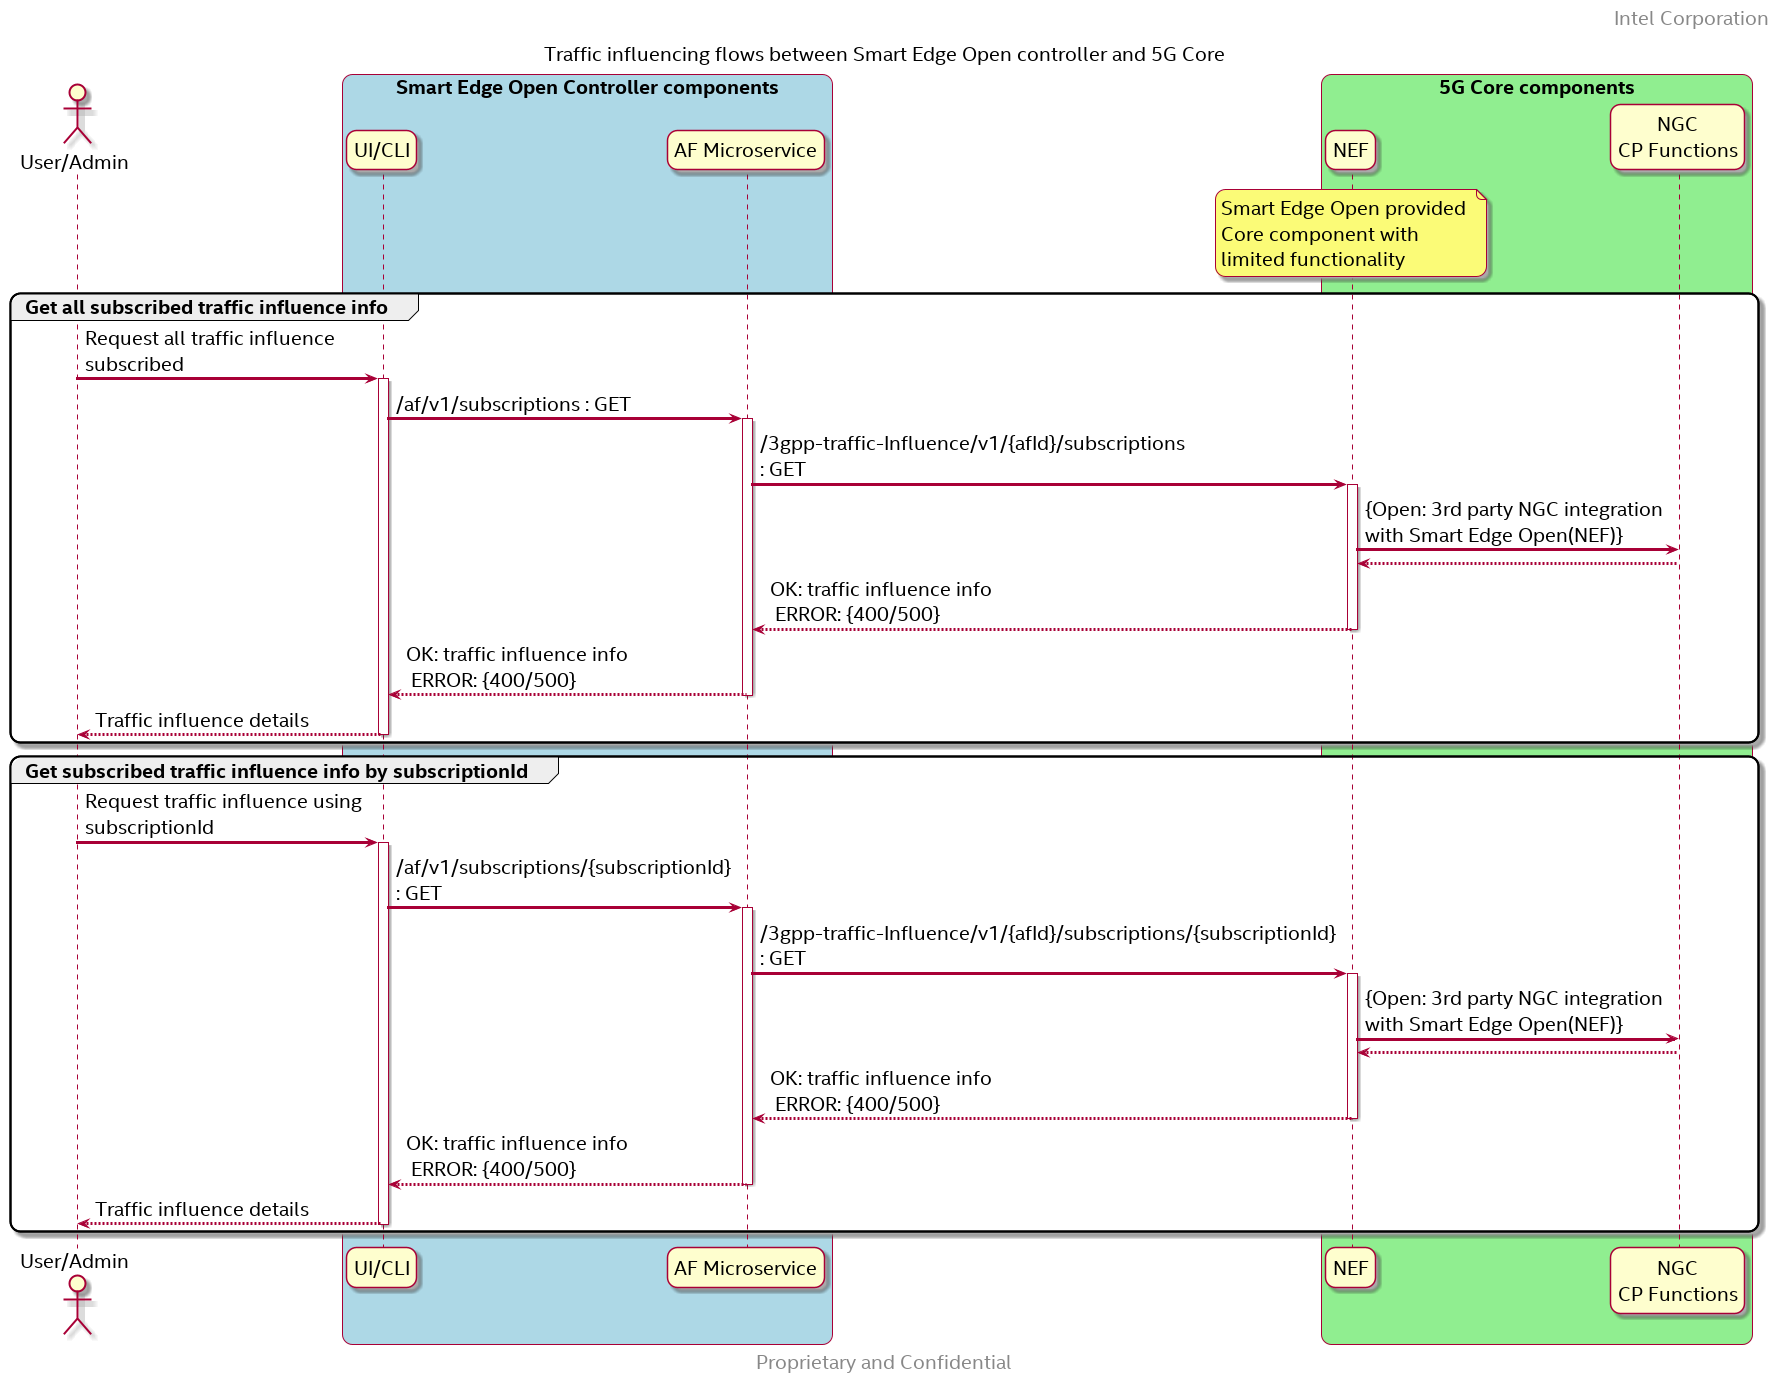 Intel Corporation
Traffic influencing flows between Smart Edge Open controller and 5G Core
Smart Edge Open Controller components
5G Core components
User/Admin
UI/CLI
AF Microservice
NEF
NGC
CP Functions
Smart Edge Open provided
Core component with
limited functionality
Get all subscribed traffic influence info
Request all traffic influence
subscribed
/af/v1/subscriptions : GET
/3gpp-traffic-Influence/v1/{afId}/subscriptions
: GET
{Open: 3rd party NGC integration
with Smart Edge Open(NEF)}
OK: traffic influence info
ERROR: {400/500}
OK: traffic influence info
ERROR: {400/500}
Traffic influence details
Get subscribed traffic influence info by subscriptionId
Request traffic influence using
subscriptionId
/af/v1/subscriptions/{subscriptionId}
: GET
/3gpp-traffic-Influence/v1/{afId}/subscriptions/{subscriptionId}
: GET
{Open: 3rd party NGC integration
with Smart Edge Open(NEF)}
OK: traffic influence info
ERROR: {400/500}
OK: traffic influence info
ERROR: {400/500}
Traffic influence details
User/Admin
UI/CLI
AF Microservice
NEF
NGC
CP Functions
Proprietary and Confidential